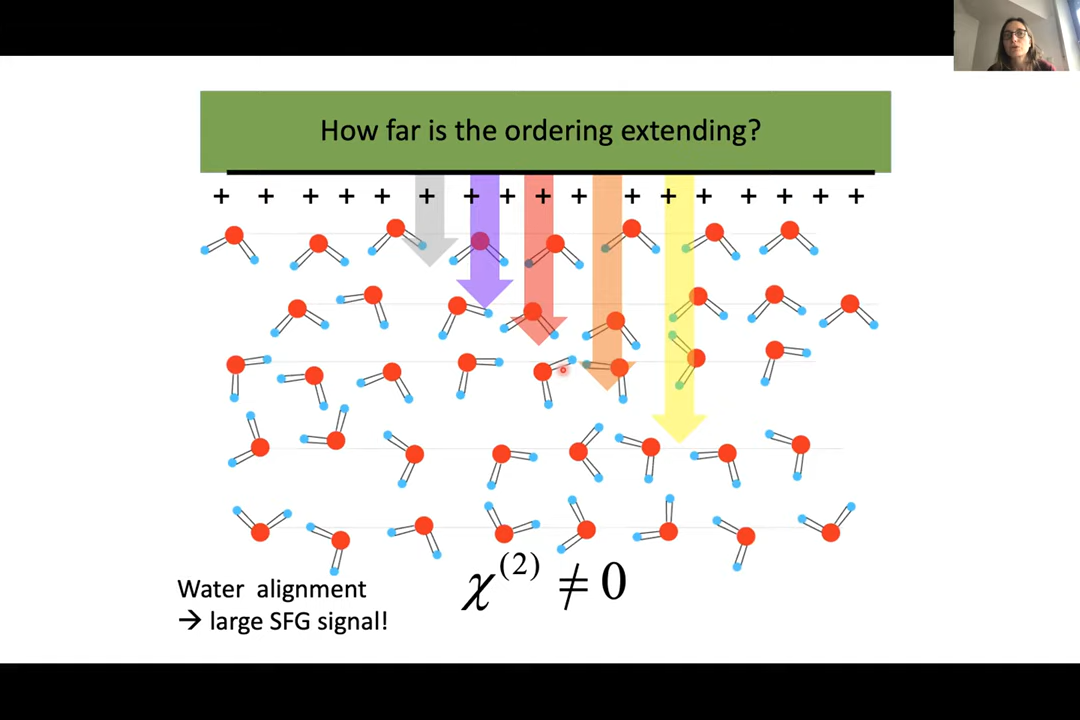 How far is the ordering extending?
+ + + + + + + + + + + + + + + +
Water alignment
→ large SFG signal!
χ⁽²⁾ ≠ 0